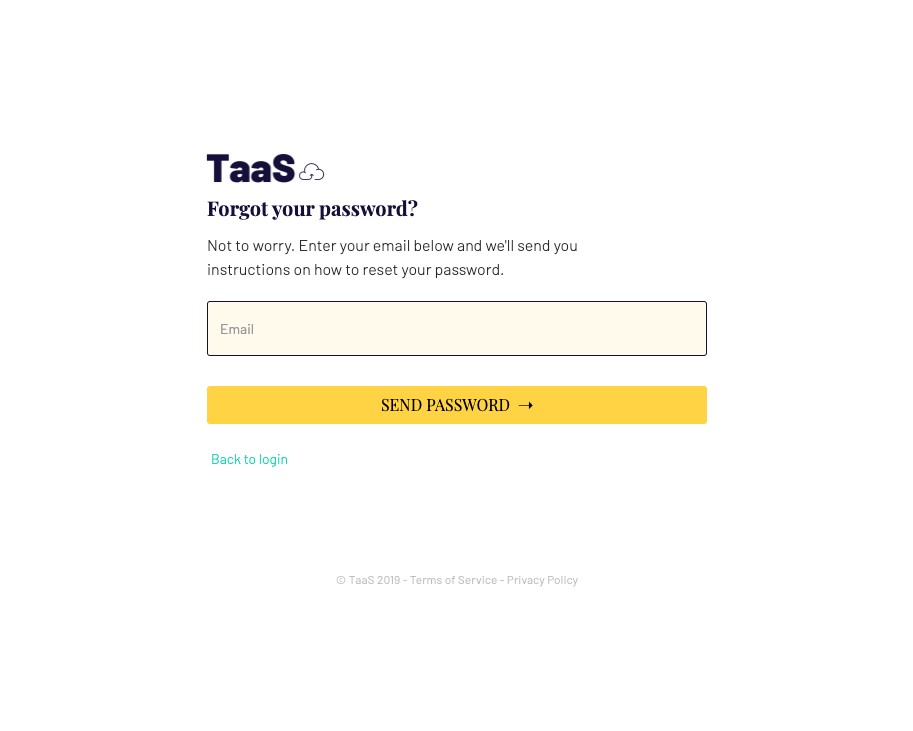 TaaS
Forgot your password?
Not to worry. Enter your email below and we'll send you
instructions on how to reset your password.
Email
SEND PASSWORD ➝
Back to login
© TaaS 2019 - Terms of Service - Privacy Policy